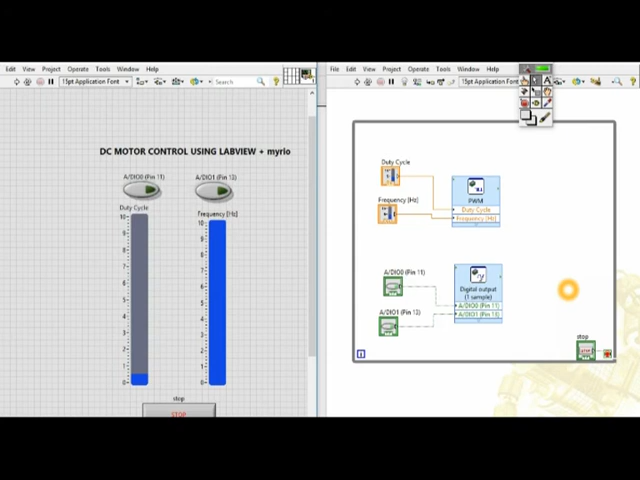 Edit View Project Operate Tools Window Help
15pt Application Font
Search
DC MOTOR CONTROL USING LABVIEW + myrio
A/DIO0 (Pin 11) A/DIO1 (Pin 13)
Duty Cycle Frequency [Hz]
10 10
9 9
8 8
7 7
6 6
5 5
4 4
3 3
2 2
1 1
0 0
stop
STOP
File Edit View Project Operate Tools Window Help
15pt Application Font
Duty Cycle
Frequency [Hz]
PWM
Duty Cycle
Frequency [Hz]
A/DIO0 (Pin 11)
A/DIO1 (Pin 13)
Digital output
(1 sample)
A/DIO0 (Pin 11)
A/DIO1 (Pin 13)
i
stop